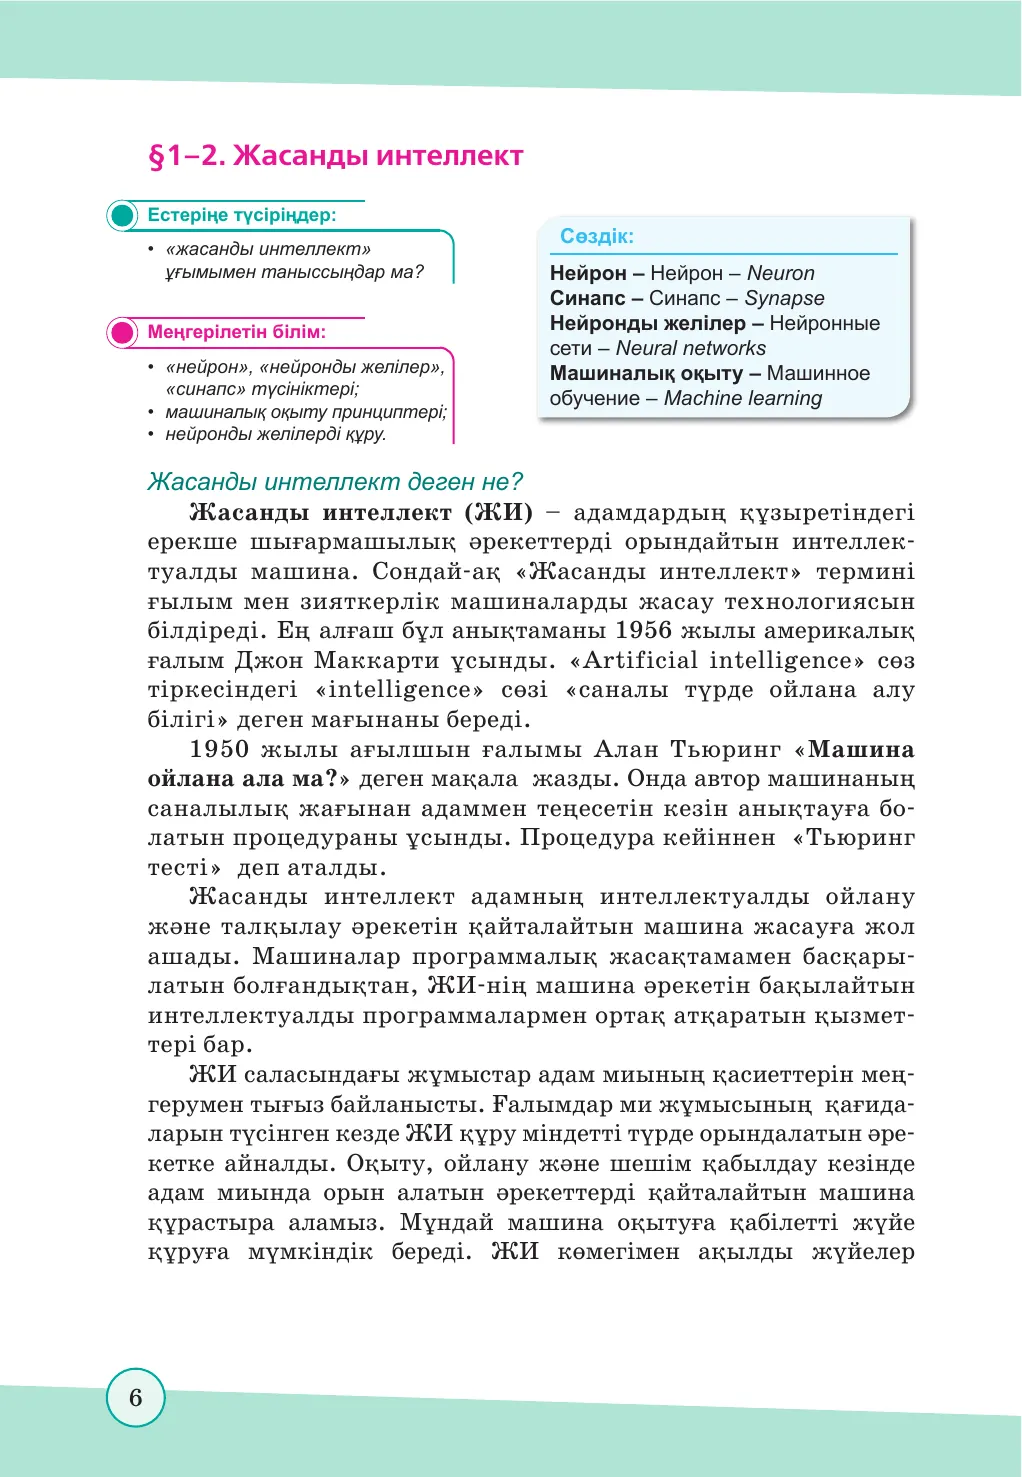 §1–2. Жасанды интеллект
Естеріңе түсіріңдер:
• «жасанды интеллект»
ұғымымен таныссыңдар ма?
Меңгерілетін білім:
• «нейрон», «нейронды желілер»,
«синапс» түсініктері;
• машиналық оқыту принциптері;
• нейронды желілерді құру.
Сөздік:
Нейрон – Нейрон – Neuron
Синапс – Синапс – Synapse
Нейронды желілер – Нейронные
сети – Neural networks
Машиналық оқыту – Машинное
обучение – Machine learning
Жасанды интеллект деген не?
Жасанды интеллект (ЖИ) – адамдардың құзыретіндегі
ерекше шығармашылық әрекеттерді орындайтын интеллек-
туалды машина. Сондай-ақ «Жасанды интеллект» термині
ғылым мен зияткерлік машиналарды жасау технологиясын
білдіреді. Ең алғаш бұл анықтаманы 1956 жылы америкалық
ғалым Джон Маккарти ұсынды. «Artificial intelligence» сөз
тіркесіндегі «intelligence» сөзі «саналы түрде ойлана алу
білігі» деген мағынаны береді.
1950 жылы ағылшын ғалымы Алан Тьюринг «Машина
ойлана ала ма?» деген мақала жазды. Онда автор машинаның
саналылық жағынан адаммен теңесетін кезін анықтауға бо-
латын процедураны ұсынды. Процедура кейіннен «Тьюринг
тесті» деп аталды.
Жасанды интеллект адамның интеллектуалды ойлану
және талқылау әрекетін қайталайтын машина жасауға жол
ашады. Машиналар программалық жасақтамамен басқары-
латын болғандықтан, ЖИ-нің машина әрекетін бақылайтын
интеллектуалды программалармен ортақ атқаратын қызмет-
тері бар.
ЖИ саласындағы жұмыстар адам миының қасиеттерін мең-
герумен тығыз байланысты. Ғалымдар ми жұмысының қағида-
ларын түсінген кезде ЖИ құру міндетті түрде орындалатын әре-
кетке айналды. Оқыту, ойлану және шешім қабылдау кезінде
адам миында орын алатын әрекеттерді қайталайтын машина
құрастыра аламыз. Мұндай машина оқытуға қабілетті жүйе
құруға мүмкіндік береді. ЖИ көмегімен ақылды жүйелер
6